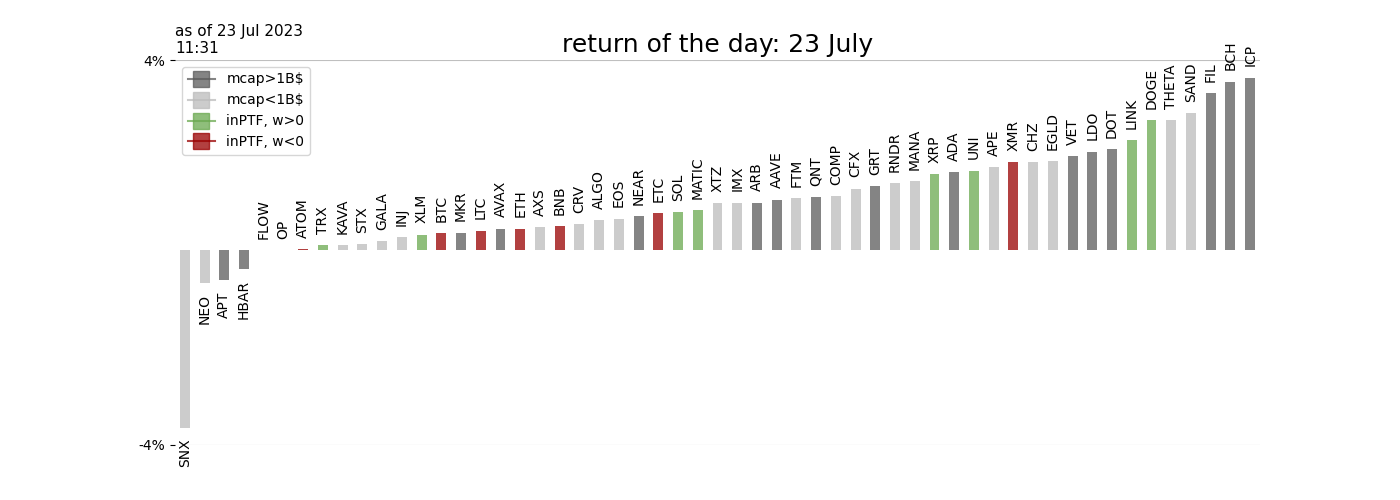 as of 23 Jul 2023
11:31
return of the day: 23 July
4%
mcap>1B$
mcap<1B$
inPTF, w>0
inPTF, w<0
-4%
SNX
NEO
APT
HBAR
FLOW
OP
ATOM
TRX
KAVA
STX
GALA
INJ
XLM
BTC
MKR
LTC
AVAX
ETH
AXS
BNB
CRV
ALGO
EOS
NEAR
ETC
SOL
MATIC
XTZ
IMX
ARB
AAVE
FTM
QNT
COMP
CFX
GRT
RNDR
MANA
XRP
ADA
UNI
APE
XMR
CHZ
EGLD
VET
LDO
DOT
LINK
DOGE
THETA
SAND
FIL
BCH
ICP